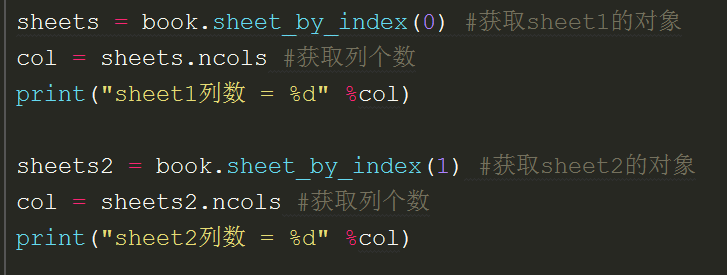 sheets = book.sheet_by_index(0) #获取sheet1的对象
col = sheets.ncols #获取列个数
print("sheet1列数 = %d" %col)
sheets2 = book.sheet_by_index(1) #获取sheet2的对象
col = sheets2.ncols #获取列个数
print("sheet2列数 = %d" %col)